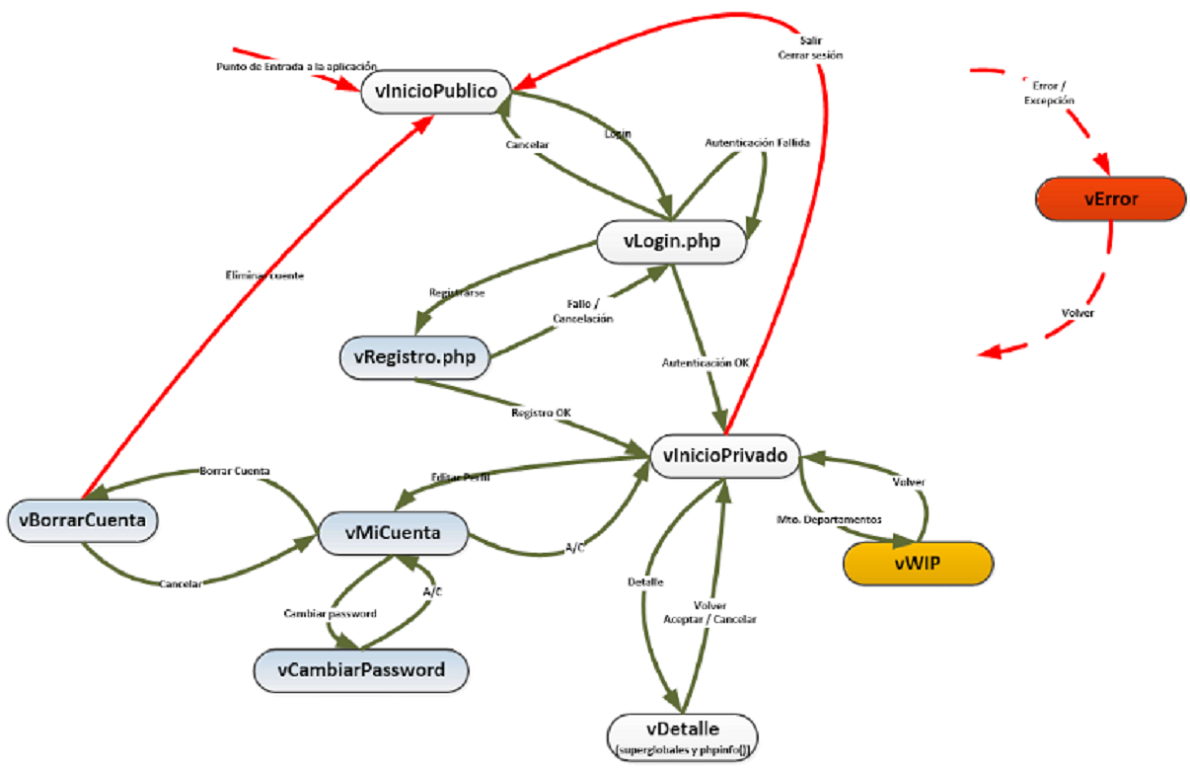 Salir
Cerrar sesión
Punto de Entrada a la aplicación
vInicioPublico
Error /
Excepción
Login
Cancelar
Autenticación Fallida
vError
vLogin.php
Eliminar cuente
Registrarse
Fallo /
Cancelación
Volver
vRegistro.php
Autenticación OK
Registro OK
vInicioPrivado
Borrar Cuenta
Editar Perfil
Volver
vBorrarCuenta
vMiCuenta
Mto. Departamentos
A/C
vWIP
Cancelar
Detalle
A/C
Cambiar password
Volver
Aceptar / Cancelar
vCambiarPassword
vDetalle
(superglobales y phpinfo())